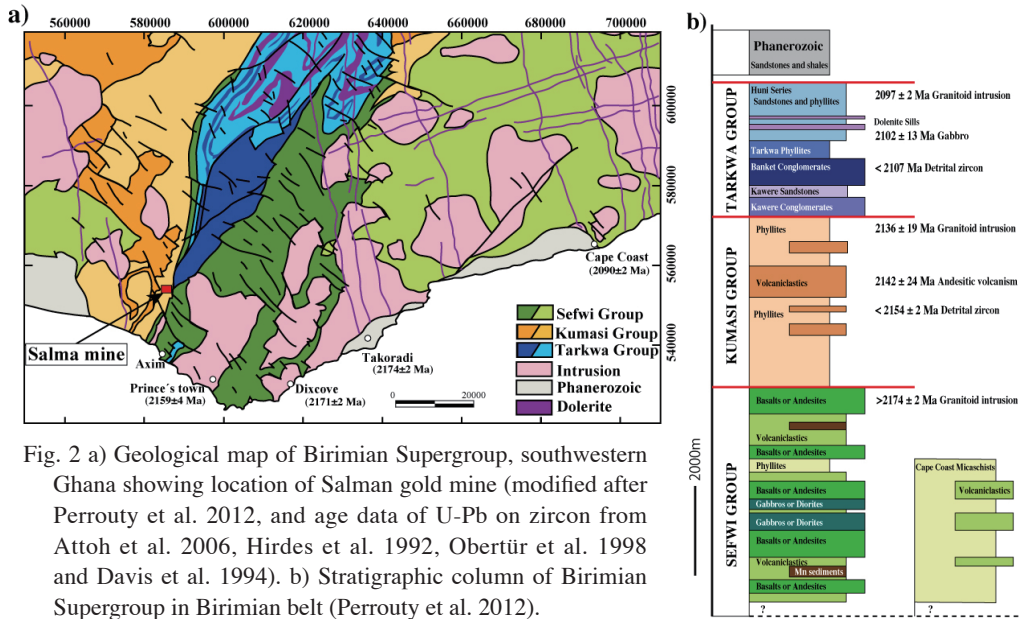 a)
560000 580000 600000 620000 640000 660000 680000 700000
600000
580000
560000
540000
Cape Coast
(2090±2 Ma)
Salma mine
Axim
Prince´s town
(2159±4 Ma)
Dixcove
(2171±2 Ma)
Takoradi
(2174±2 Ma)
0 20000
Sefwi Group
Kumasi Group
Tarkwa Group
Intrusion
Phanerozoic
Dolerite
Fig. 2 a) Geological map of Birimian Supergroup, southwestern
Ghana showing location of Salman gold mine (modified after
Perrouty et al. 2012, and age data of U-Pb on zircon from
Attoh et al. 2006, Hirdes et al. 1992, Obertür et al. 1998
and Davis et al. 1994). b) Stratigraphic column of Birimian
Supergroup in Birimian belt (Perrouty et al. 2012).
b)
Phanerozoic
Sandstones and shales
TARKWA GROUP
Huni Series
Sandstones and phyllites
2097 ± 2 Ma Granitoid intrusion
Dolenite Sills
2102 ± 13 Ma Gabbro
Tarkwa Phyllites
Banket Conglomerates
< 2107 Ma Detrital zircon
Kawere Sandstones
Kawere Conglomerates
KUMASI GROUP
Phyllites
2136 ± 19 Ma Granitoid intrusion
Volcaniclastics
2142 ± 24 Ma Andesitic volcanism
Phyllites
< 2154 ± 2 Ma Detrital zircon
SEFWI GROUP
2000m
Basalts or Andesites
>2174 ± 2 Ma Granitoid intrusion
Volcaniclastics
Basalts or Andesites
Phyllites
Basalts or Andesites
Gabbros or Diorites
Gabbros or Diorites
Basalts or Andesites
Volcaniclastics
Mn sediments
Basalts or Andesites
?
Cape Coast Micaschists
Volcaniclastics
?